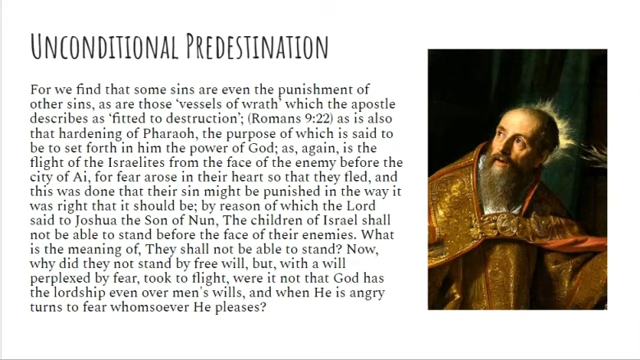 Unconditional Predestination
For we find that some sins are even the punishment of
other sins, as are those 'vessels of wrath' which the apostle
describes as 'fitted to destruction'; (Romans 9:22) as is also
that hardening of Pharaoh, the purpose of which is said to
be to set forth in him the power of God; as, again, is the
flight of the Israelites from the face of the enemy before the
city of Ai, for fear arose in their heart so that they fled, and
this was done that their sin might be punished in the way it
was right that it should be; by reason of which the Lord
said to Joshua the Son of Nun, The children of Israel shall
not be able to stand before the face of their enemies. What
is the meaning of, They shall not be able to stand? Now,
why did they not stand by free will, but, with a will
perplexed by fear, took to flight, were it not that God has
the lordship even over men's wills, and when He is angry
turns to fear whomsoever He pleases?